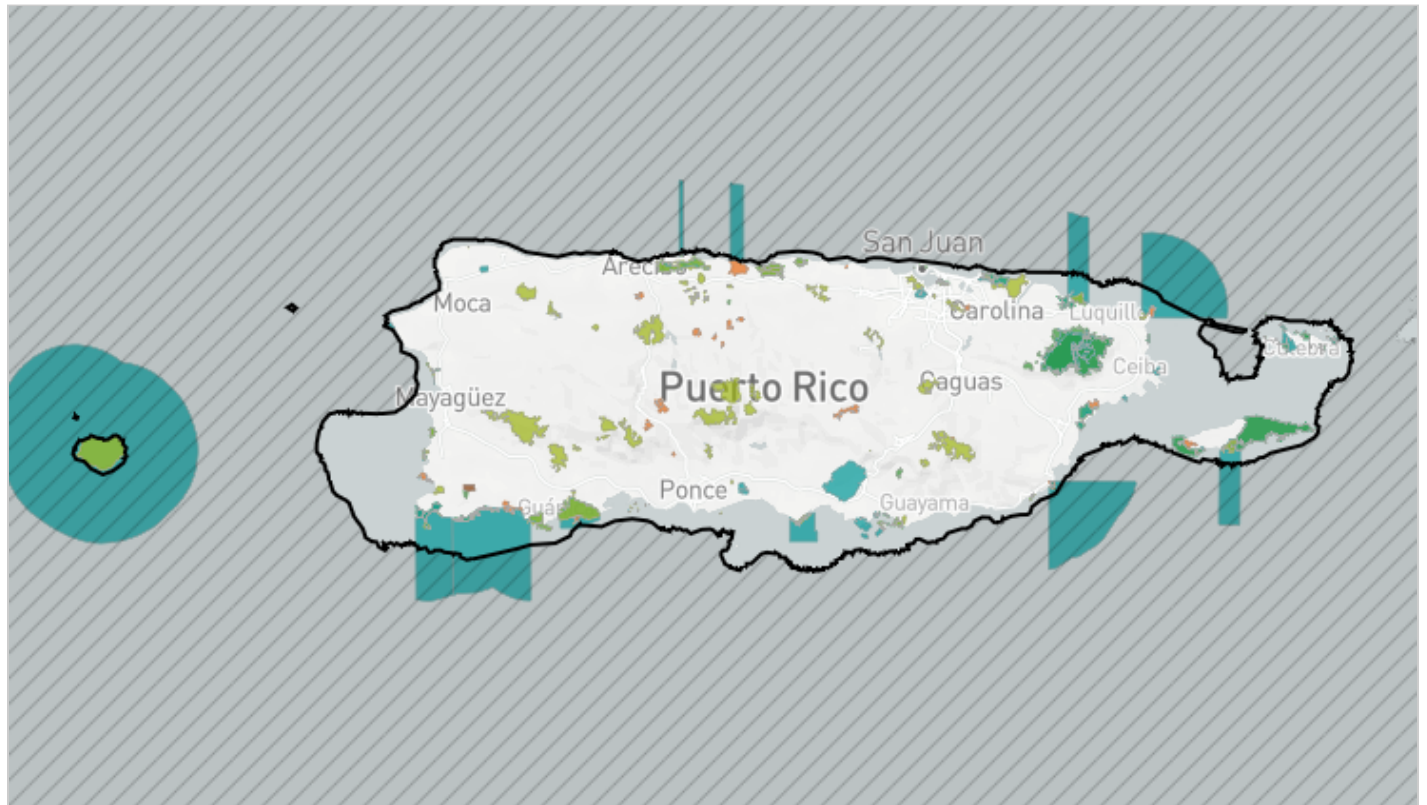 San Juan
Arecibo
Moca
Carolina
Luquillo
Culebra
Ceiba
Puerto Rico
Caguas
Mayagüez
Ponce
Guayama